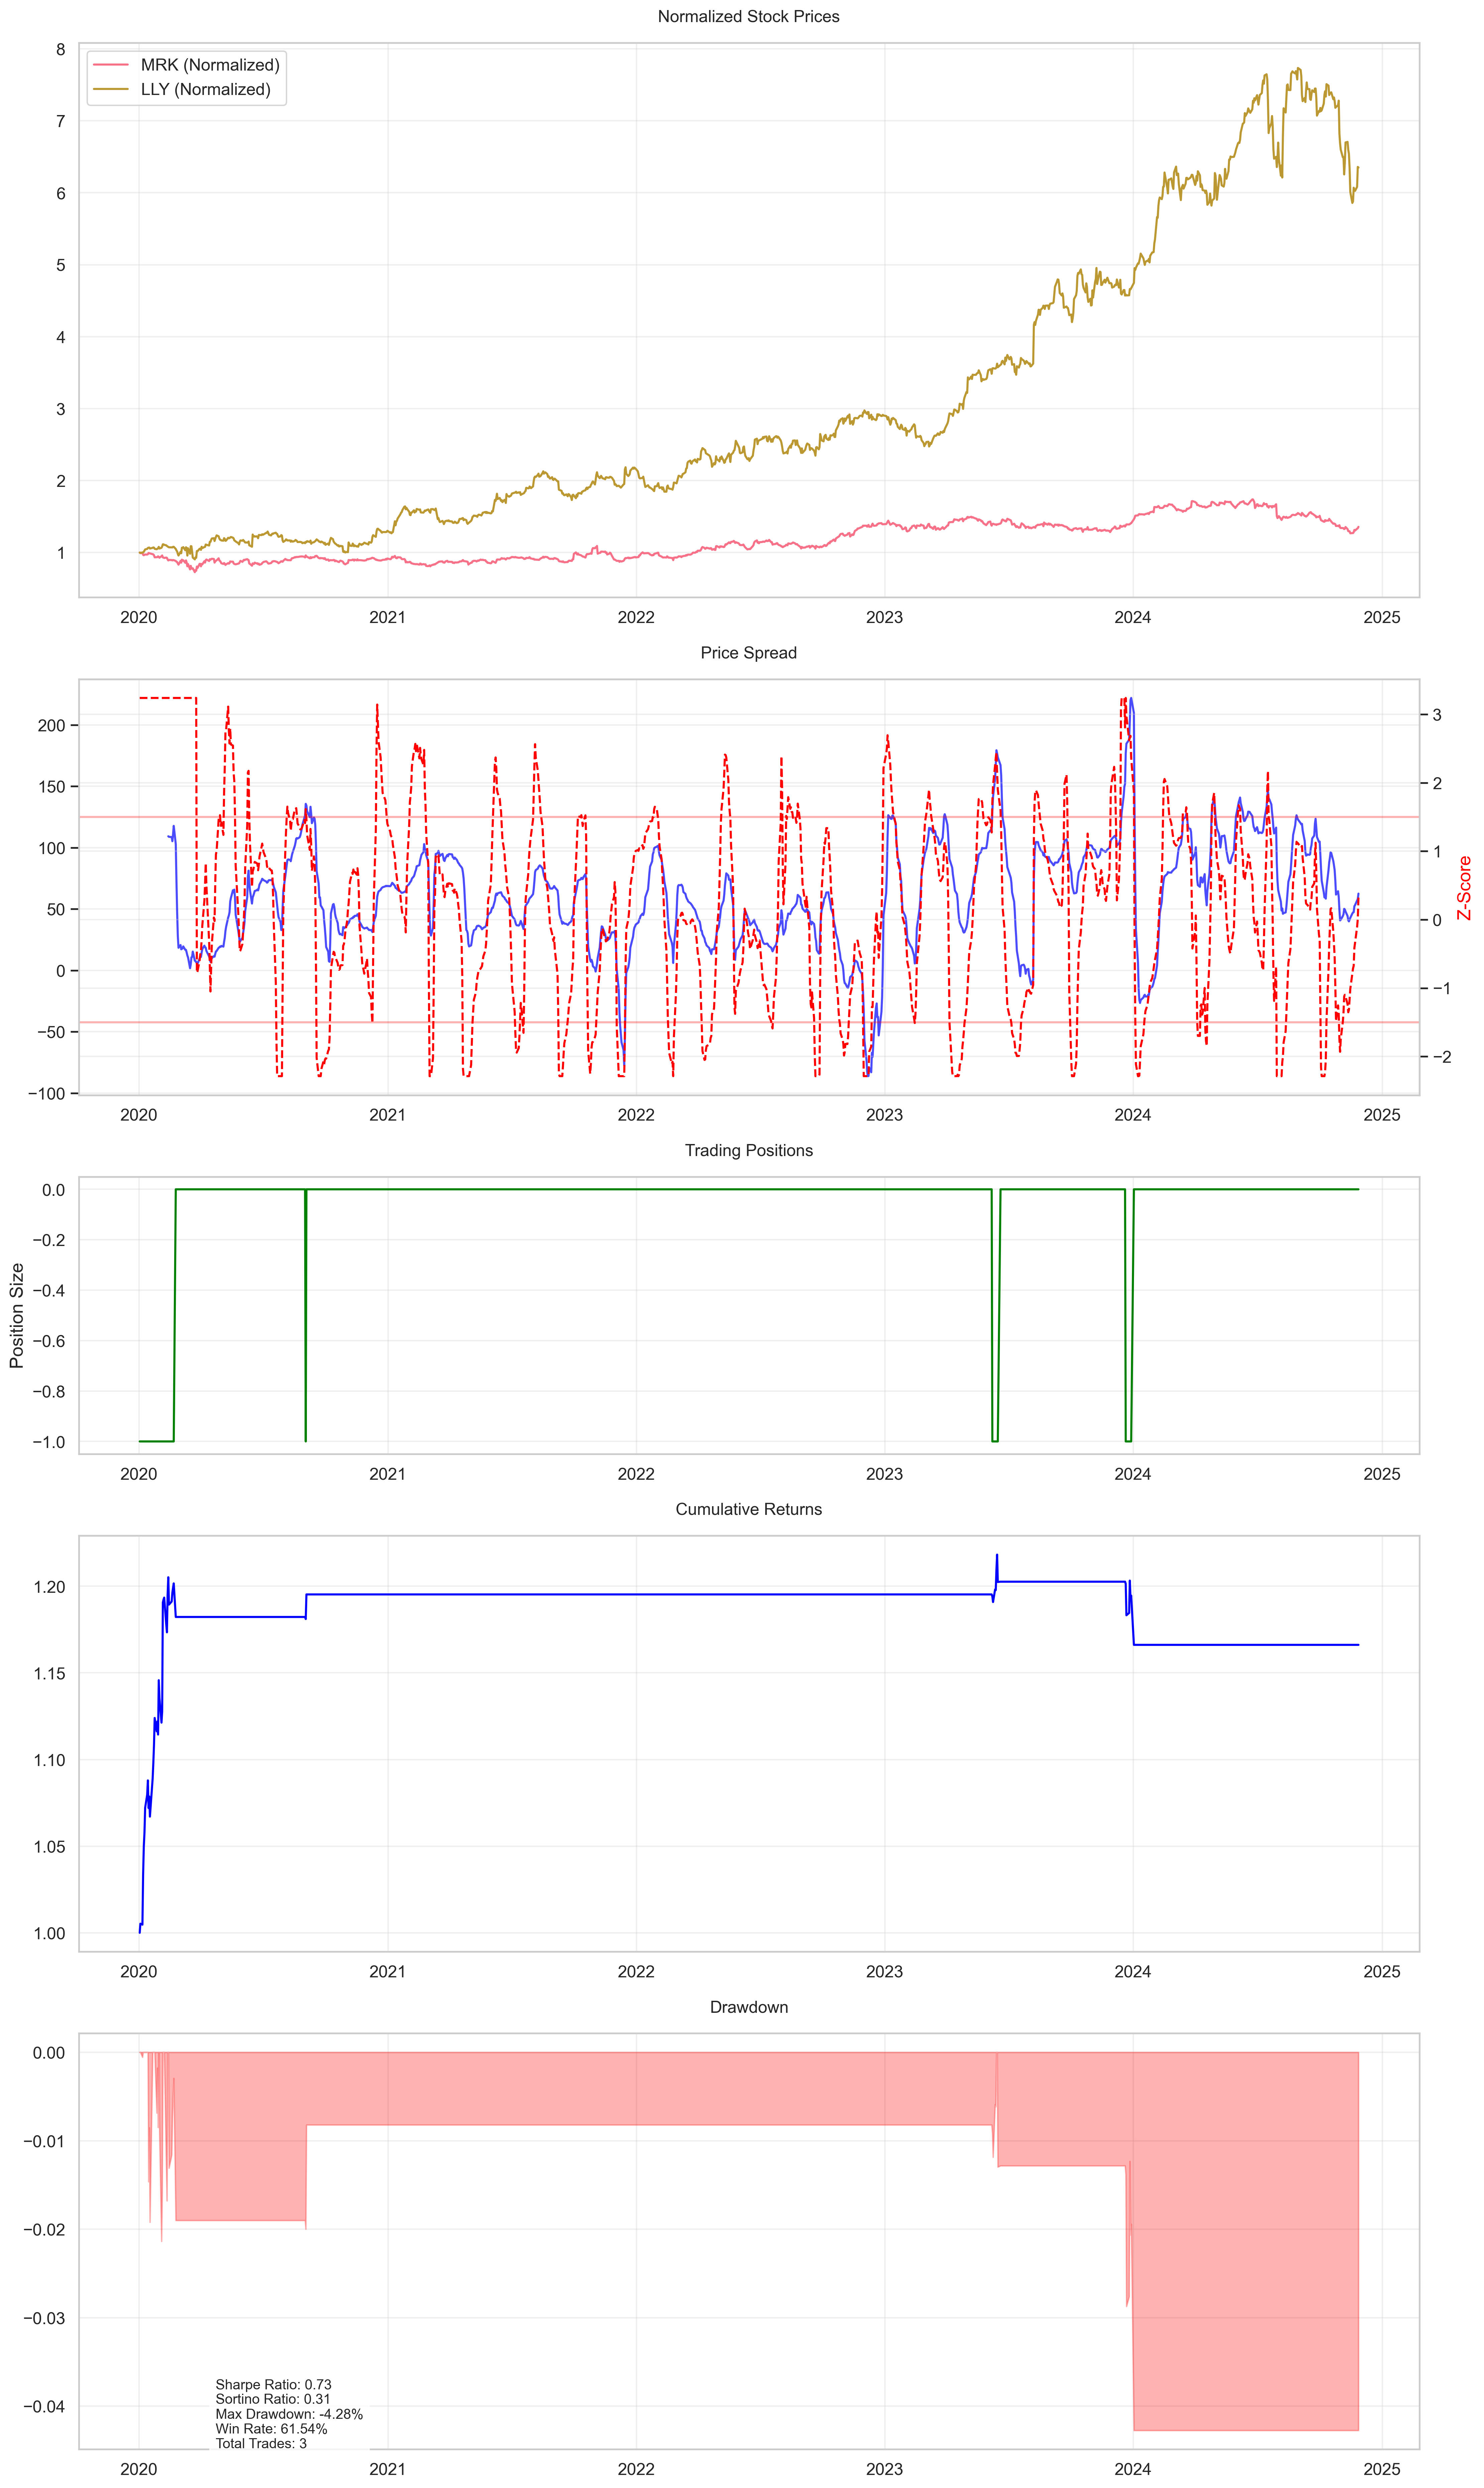 Normalized Stock Prices
MRK (Normalized)
LLY (Normalized)
8
7
6
5
4
3
2
1
2020 2021 2022 2023 2024 2025
Price Spread
200
150
100
50
0
−50
−100
3
2
1
0
−1
−2
Z-Score
2020 2021 2022 2023 2024 2025
Trading Positions
Position Size
0.0
−0.2
−0.4
−0.6
−0.8
−1.0
2020 2021 2022 2023 2024 2025
Cumulative Returns
1.20
1.15
1.10
1.05
1.00
2020 2021 2022 2023 2024 2025
Drawdown
0.00
−0.01
−0.02
−0.03
−0.04
Sharpe Ratio: 0.73
Sortino Ratio: 0.31
Max Drawdown: -4.28%
Win Rate: 61.54%
Total Trades: 3
2020 2021 2022 2023 2024 2025